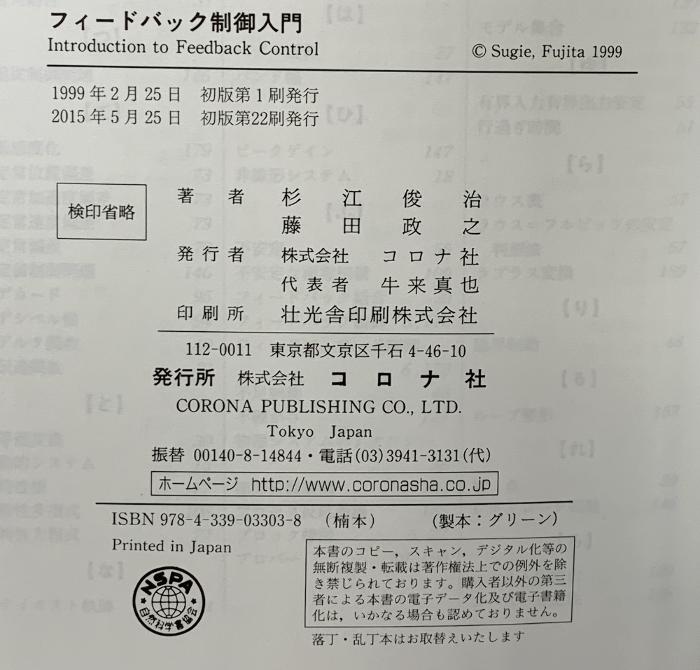 フィードバック制御入門
Introduction to Feedback Control
© Sugie, Fujita 1999
1999年2月25日 初版第1刷発行
2015年5月25日 初版第22刷発行
検印省略
著者 杉江俊治
藤田政之
発行者 株式会社 コロナ社
代表者 牛来真也
印刷所 壮光舎印刷株式会社
112-0011 東京都文京区千石4-46-10
発行所 株式会社 コロナ社
CORONA PUBLISHING CO., LTD.
Tokyo Japan
振替 00140-8-14844・電話(03)3941-3131(代)
ホームページ http://www.coronasha.co.jp
ISBN 978-4-339-03303-8 (楠本) (製本:グリーン)
Printed in Japan
NSPA
自然科学書協会
本書のコピー,スキャン,デジタル化等の
無断複製・転載は著作権法上での例外を除
き禁じられております。購入者以外の第三
者による本書の電子データ化及び電子書籍
化は,いかなる場合も認めておりません。
落丁・乱丁本はお取替えいたします